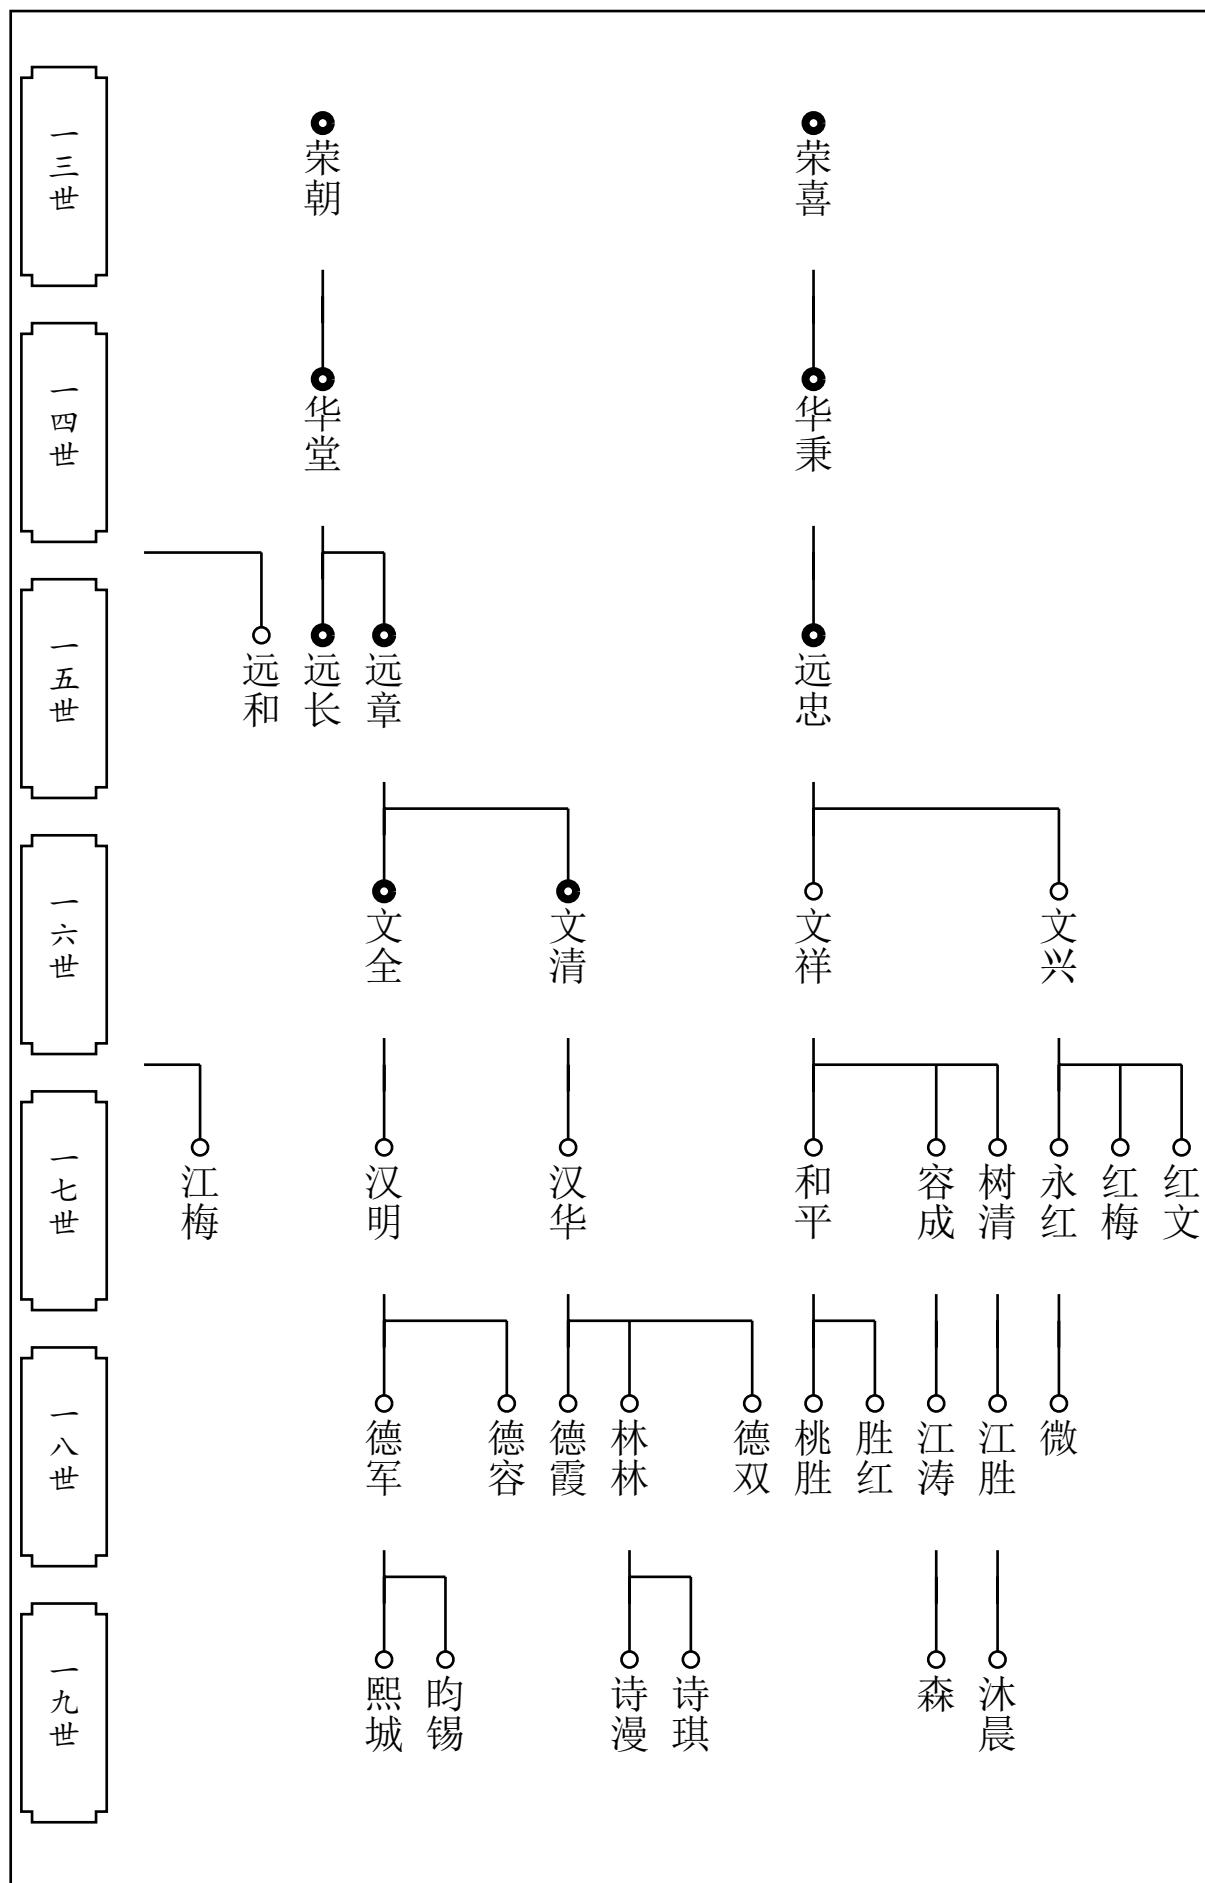 一三世
荣朝
荣喜
一四世
华堂
华秉
一五世
远和
远长
远章
远忠
一六世
文全
文清
文祥
文兴
一七世
江梅
汉明
汉华
和平
容成
树清
永红
红梅
红文
一八世
德军
德容
德霞
林林
德双
桃胜
胜红
江涛
江胜
微
一九世
熙城
昀锡
诗漫
诗琪
森
沐晨